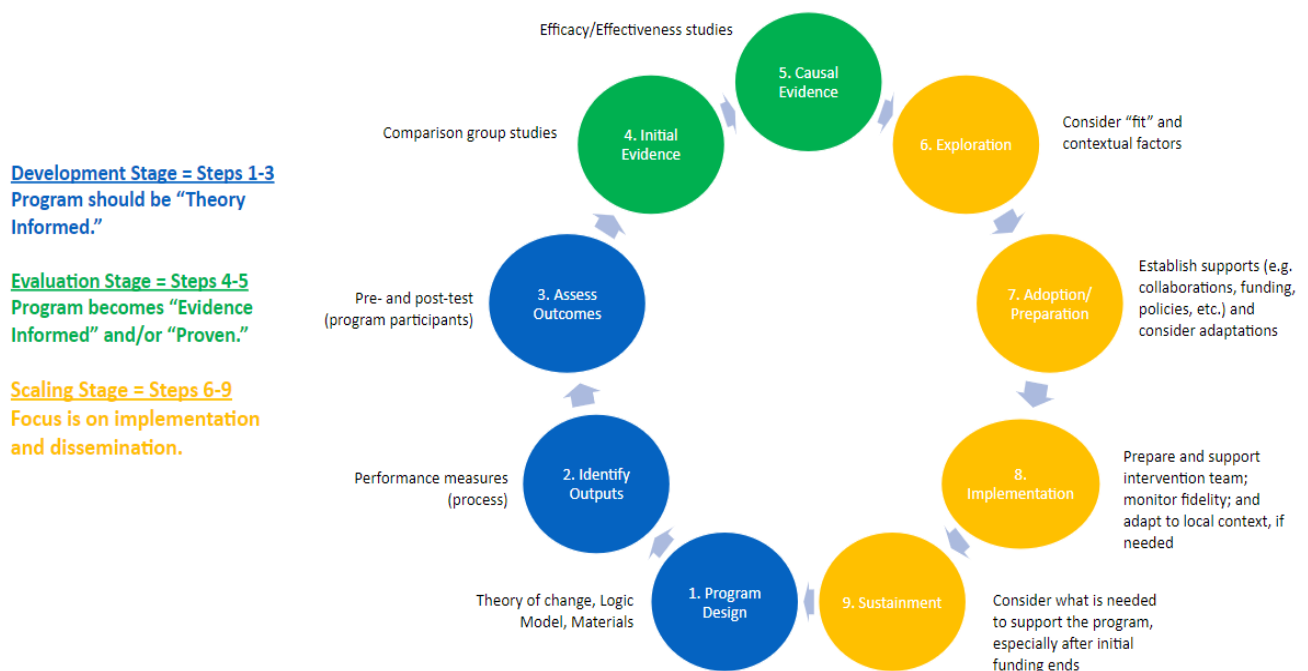 Development Stage = Steps 1-3
Program should be “Theory
Informed.”
Evaluation Stage = Steps 4-5
Program becomes “Evidence
Informed” and/or “Proven.”
Scaling Stage = Steps 6-9
Focus is on implementation
and dissemination.
Theory of change, Logic
Model, Materials
1. Program
Design
Performance measures
(process)
2. Identify
Outputs
Pre- and post-test
(program participants)
3. Assess
Outcomes
Comparison group studies
4. Initial
Evidence
Efficacy/Effectiveness studies
5. Causal
Evidence
6. Exploration
Consider “fit” and
contextual factors
7. Adoption/
Preparation
Establish supports (e.g.
collaborations, funding,
policies, etc.) and
consider adaptations
8.
Implementation
Prepare and support
intervention team;
monitor fidelity; and
adapt to local context, if
needed
9. Sustainment
Consider what is needed
to support the program,
especially after initial
funding ends